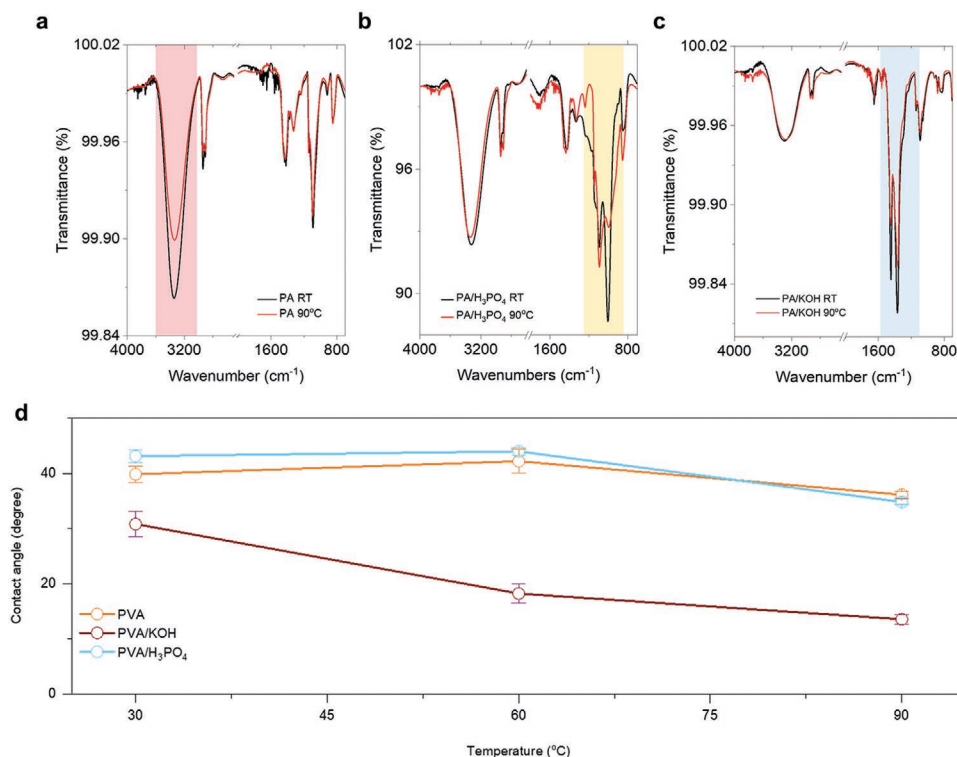 a
100.02
99.96
99.90
99.84
Transmittance (%)
PA RT
PA 90ºC
4000 3200 1600 800
Wavenumber (cm⁻¹)
b
102
96
90
Transmittance (%)
PA/H₃PO₄ RT
PA/H₃PO₄ 90ºC
4000 3200 1600 800
Wavenumbers (cm⁻¹)
c
100.02
99.96
99.90
99.84
Transmittance (%)
PA/KOH RT
PA/KOH 90ºC
4000 3200 1600 800
Wavenumber (cm⁻¹)
d
40
20
0
Contact angle (degree)
PVA
PVA/KOH
PVA/H₃PO₄
30 45 60 75 90
Temperature (ºC)